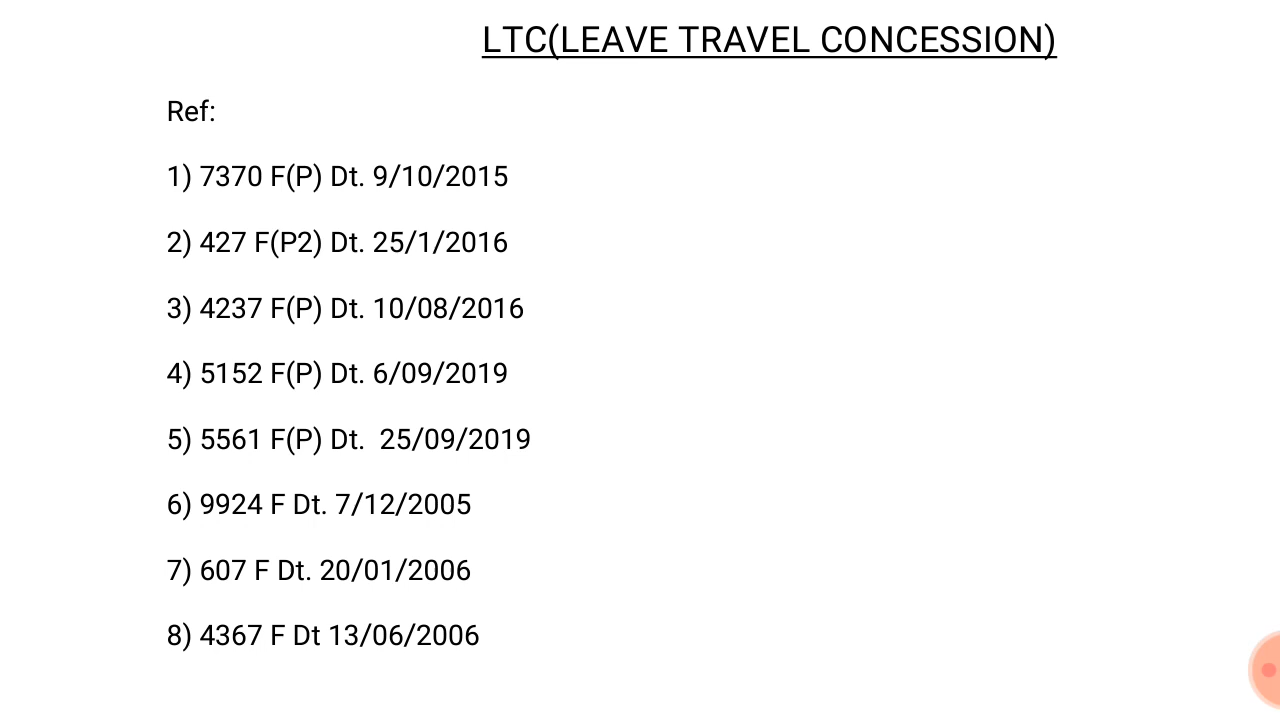 LTC(LEAVE TRAVEL CONCESSION)
Ref:
1) 7370 F(P) Dt. 9/10/2015
2) 427 F(P2) Dt. 25/1/2016
3) 4237 F(P) Dt. 10/08/2016
4) 5152 F(P) Dt. 6/09/2019
5) 5561 F(P) Dt.  25/09/2019
6) 9924 F Dt. 7/12/2005
7) 607 F Dt. 20/01/2006
8) 4367 F Dt 13/06/2006